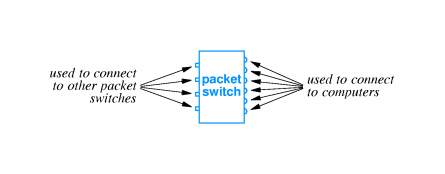 used to connect
to other packet
switches
packet
switch
used to connect
to computers